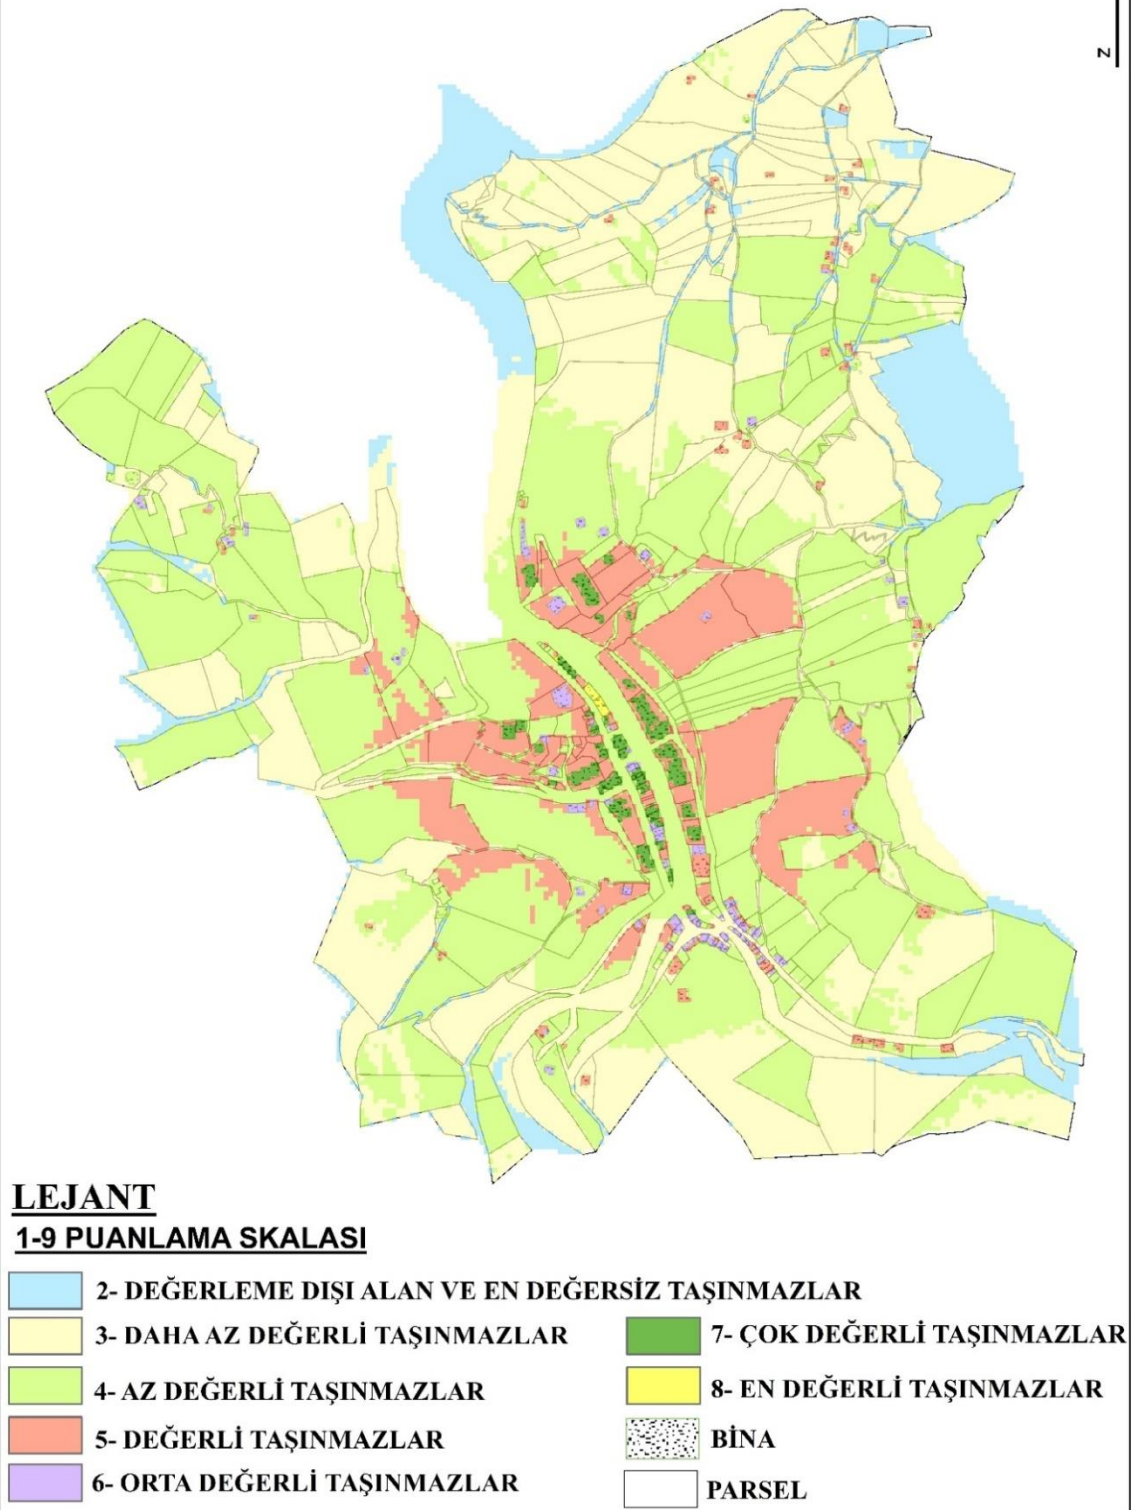 N
LEJANT
1-9 PUANLAMA SKALASI
2- DEĞERLEME DIŞI ALAN VE EN DEĞERSİZ TAŞINMAZLAR
3- DAHA AZ DEĞERLİ TAŞINMAZLAR
4- AZ DEĞERLİ TAŞINMAZLAR
5- DEĞERLİ TAŞINMAZLAR
6- ORTA DEĞERLİ TAŞINMAZLAR
7- ÇOK DEĞERLİ TAŞINMAZLAR
8- EN DEĞERLİ TAŞINMAZLAR
BİNA
PARSEL